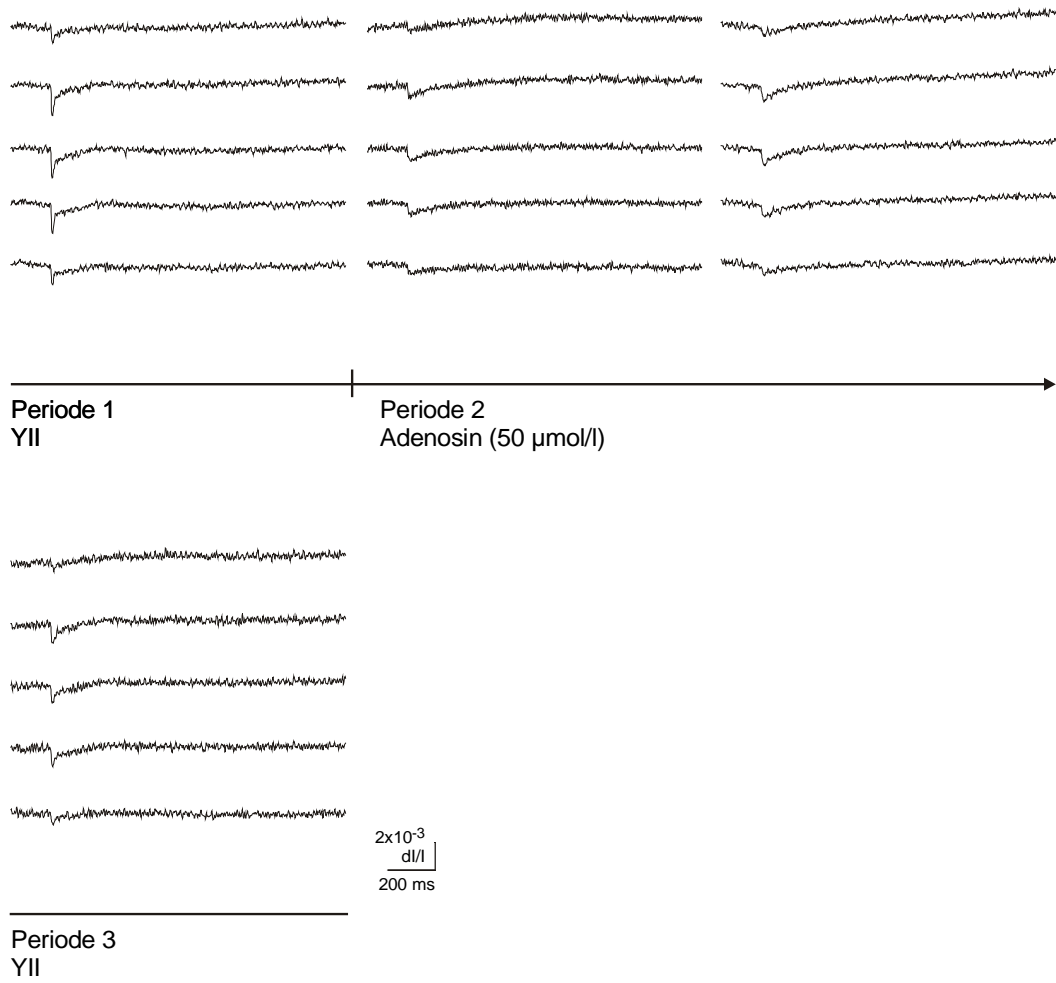 Periode 1
YII
Periode 2
Adenosin (50 µmol/l)
2x10-3
dI/I
200 ms
Periode 3
YII